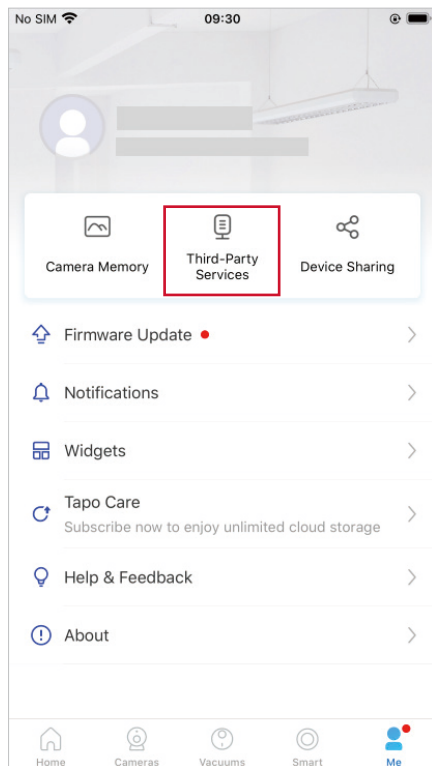 No SIM 09:30
Camera Memory
Third-Party
Services
Device Sharing
Firmware Update
Notifications
Widgets
Tapo Care
Subscribe now to enjoy unlimited cloud storage
Help & Feedback
About
Home Cameras Vacuums Smart Me